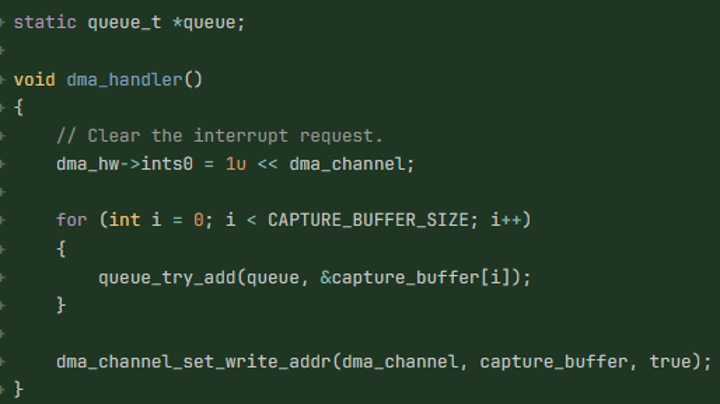 static queue_t *queue;
void dma_handler()
{
    // Clear the interrupt request.
    dma_hw->ints0 = 1u << dma_channel;
    for (int i = 0; i < CAPTURE_BUFFER_SIZE; i++)
    {
        queue_try_add(queue, &capture_buffer[i]);
    }
    dma_channel_set_write_addr(dma_channel, capture_buffer, true);
}